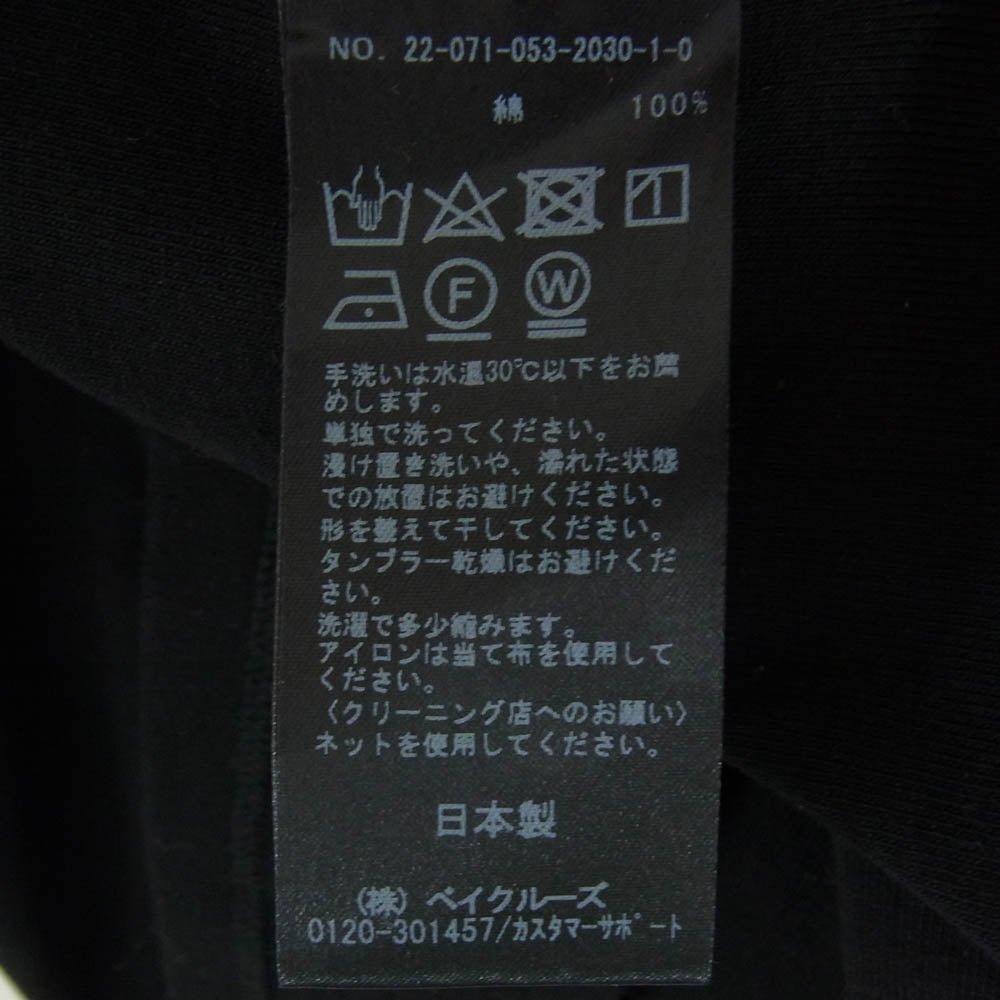 NO. 22-071-053-2030-1-0
綿 100%
F W
手洗いは水温30℃以下をお薦
めします。
単独で洗ってください。
浸け置き洗いや、濡れた状態
での放置はお避けください。
形を整えて干してください。
タンブラー乾燥はお避けくだ
さい。
洗濯で多少縮みます。
アイロンは当て布を使用して
ください。
〈クリーニング店へのお願い〉
ネットを使用してください。
日本製
(株) ベイクルーズ
0120-301457/カスタマーサポート